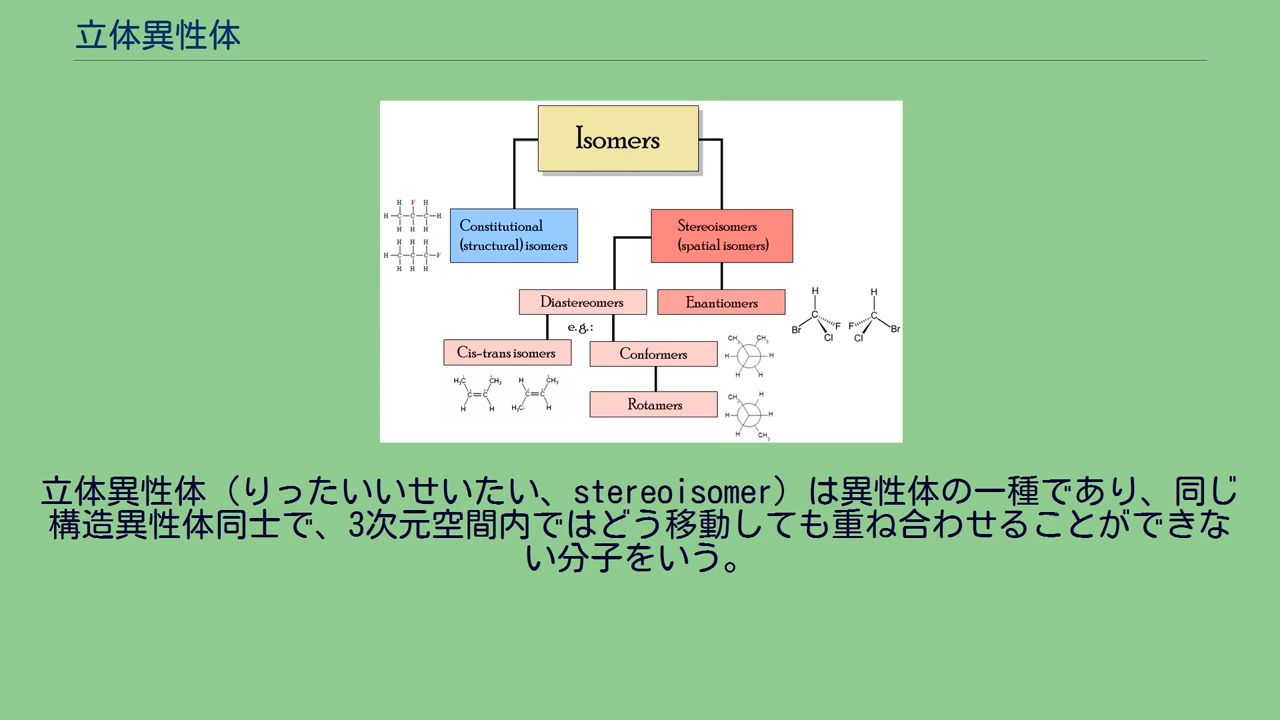 立体異性体
Isomers
Constitutional
(structural) isomers
Stereoisomers
(spatial isomers)
Diastereomers
Enantiomers
e.g.:
Cis-trans isomers
Conformers
Rotamers
立体異性体（りったいいせいたい、stereoisomer）は異性体の一種であり、同じ
構造異性体同士で、3次元空間内ではどう移動しても重ね合わせることができな
い分子をいう。